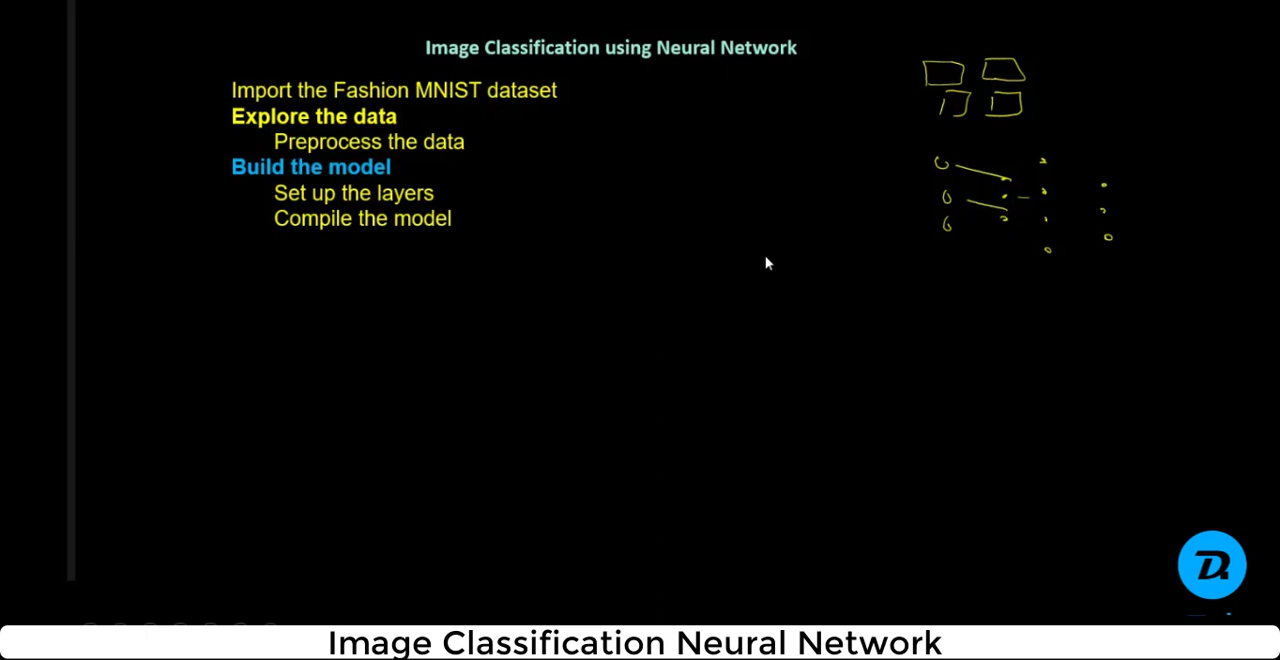 Image Classification using Neural Network
Import the Fashion MNIST dataset
Explore the data
Preprocess the data
Build the model
Set up the layers
Compile the model
Image Classification Neural Network